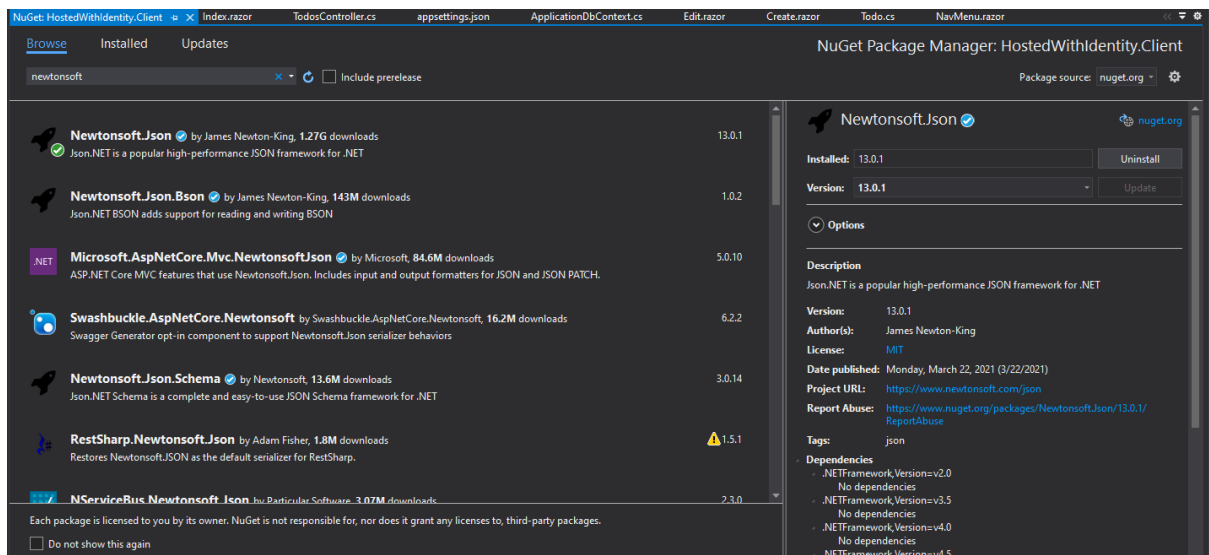 NuGet: HostedWithIdentity.Client Index.razor TodosController.cs appsettings.json ApplicationDbContext.cs Edit.razor Create.razor Todo.cs NavMenu.razor
Browse Installed Updates
NuGet Package Manager: HostedWithIdentity.Client
newtonsoft
Include prerelease
Package source: nuget.org
Newtonsoft.Json by James Newton-King, 1.27G downloads 13.0.1
Json.NET is a popular high-performance JSON framework for .NET
Newtonsoft.Json.Bson by James Newton-King, 143M downloads 1.0.2
Json.NET BSON adds support for reading and writing BSON
.NET
Microsoft.AspNetCore.Mvc.NewtonsoftJson by Microsoft, 84.6M downloads 5.0.10
ASP.NET Core MVC features that use Newtonsoft.Json. Includes input and output formatters for JSON and JSON PATCH.
Swashbuckle.AspNetCore.Newtonsoft by Swashbuckle.AspNetCore.Newtonsoft, 16.2M downloads 6.2.2
Swagger Generator opt-in component to support Newtonsoft.Json serializer behaviors
Newtonsoft.Json.Schema by Newtonsoft, 13.6M downloads 3.0.14
Json.NET Schema is a complete and easy-to-use JSON Schema framework for .NET
RestSharp.Newtonsoft.Json by Adam Fisher, 1.8M downloads 1.5.1
Restores Newtonsoft.JSON as the default serializer for RestSharp.
NServiceBus.Newtonsoft.Json by Particular Software, 3.07M downloads 2.3.0
Each package is licensed to you by its owner. NuGet is not responsible for, nor does it grant any licenses to, third-party packages.
Do not show this again
Newtonsoft.Json nuget.org
Installed: 13.0.1 Uninstall
Version: 13.0.1 Update
Options
Description
Json.NET is a popular high-performance JSON framework for .NET
Version: 13.0.1
Author(s): James Newton-King
License: MIT
Date published: Monday, March 22, 2021 (3/22/2021)
Project URL: https://www.newtonsoft.com/json
Report Abuse: https://www.nuget.org/packages/Newtonsoft.Json/13.0.1/
ReportAbuse
Tags: json
Dependencies
.NETFramework,Version=v2.0
No dependencies
.NETFramework,Version=v3.5
No dependencies
.NETFramework,Version=v4.0
No dependencies
.NETFramework,Version=v4.5